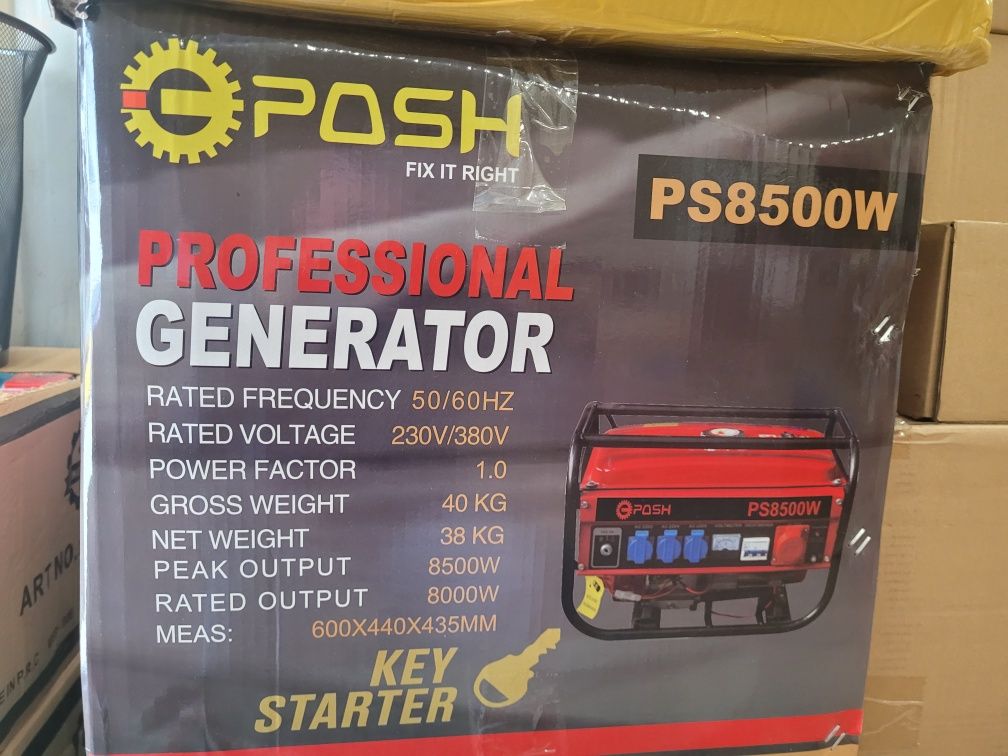 POSH
FIX IT RIGHT
PS8500W
PROFESSIONAL
GENERATOR
RATED FREQUENCY 50/60HZ
RATED VOLTAGE 230V/380V
POWER FACTOR 1.0
GROSS WEIGHT 40 KG
NET WEIGHT 38 KG
PEAK OUTPUT 8500W
RATED OUTPUT 8000W
MEAS: 600X440X435MM
KEY
STARTER
POSH
PS8500W
ART NO.